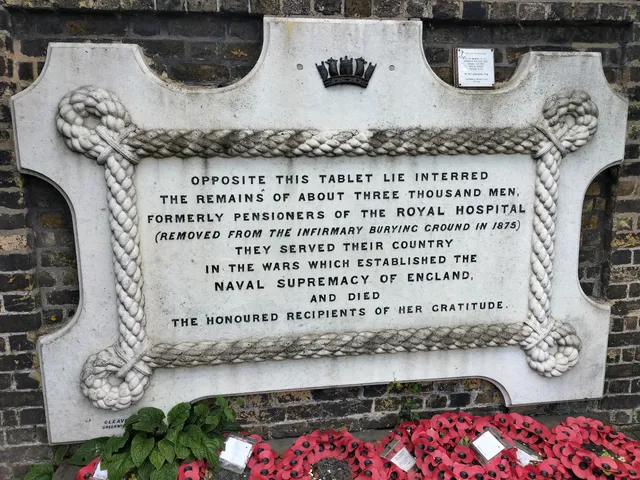 OPPOSITE THIS TABLET LIE INTERRED
THE REMAINS OF ABOUT THREE THOUSAND MEN,
FORMERLY PENSIONERS OF THE ROYAL HOSPITAL
(REMOVED FROM THE INFIRMARY BURYING GROUND IN 1875)
THEY SERVED THEIR COUNTRY
IN THE WARS WHICH ESTABLISHED THE
NAVAL SUPREMACY OF ENGLAND,
AND DIED
THE HONOURED RECIPIENTS OF HER GRATITUDE.